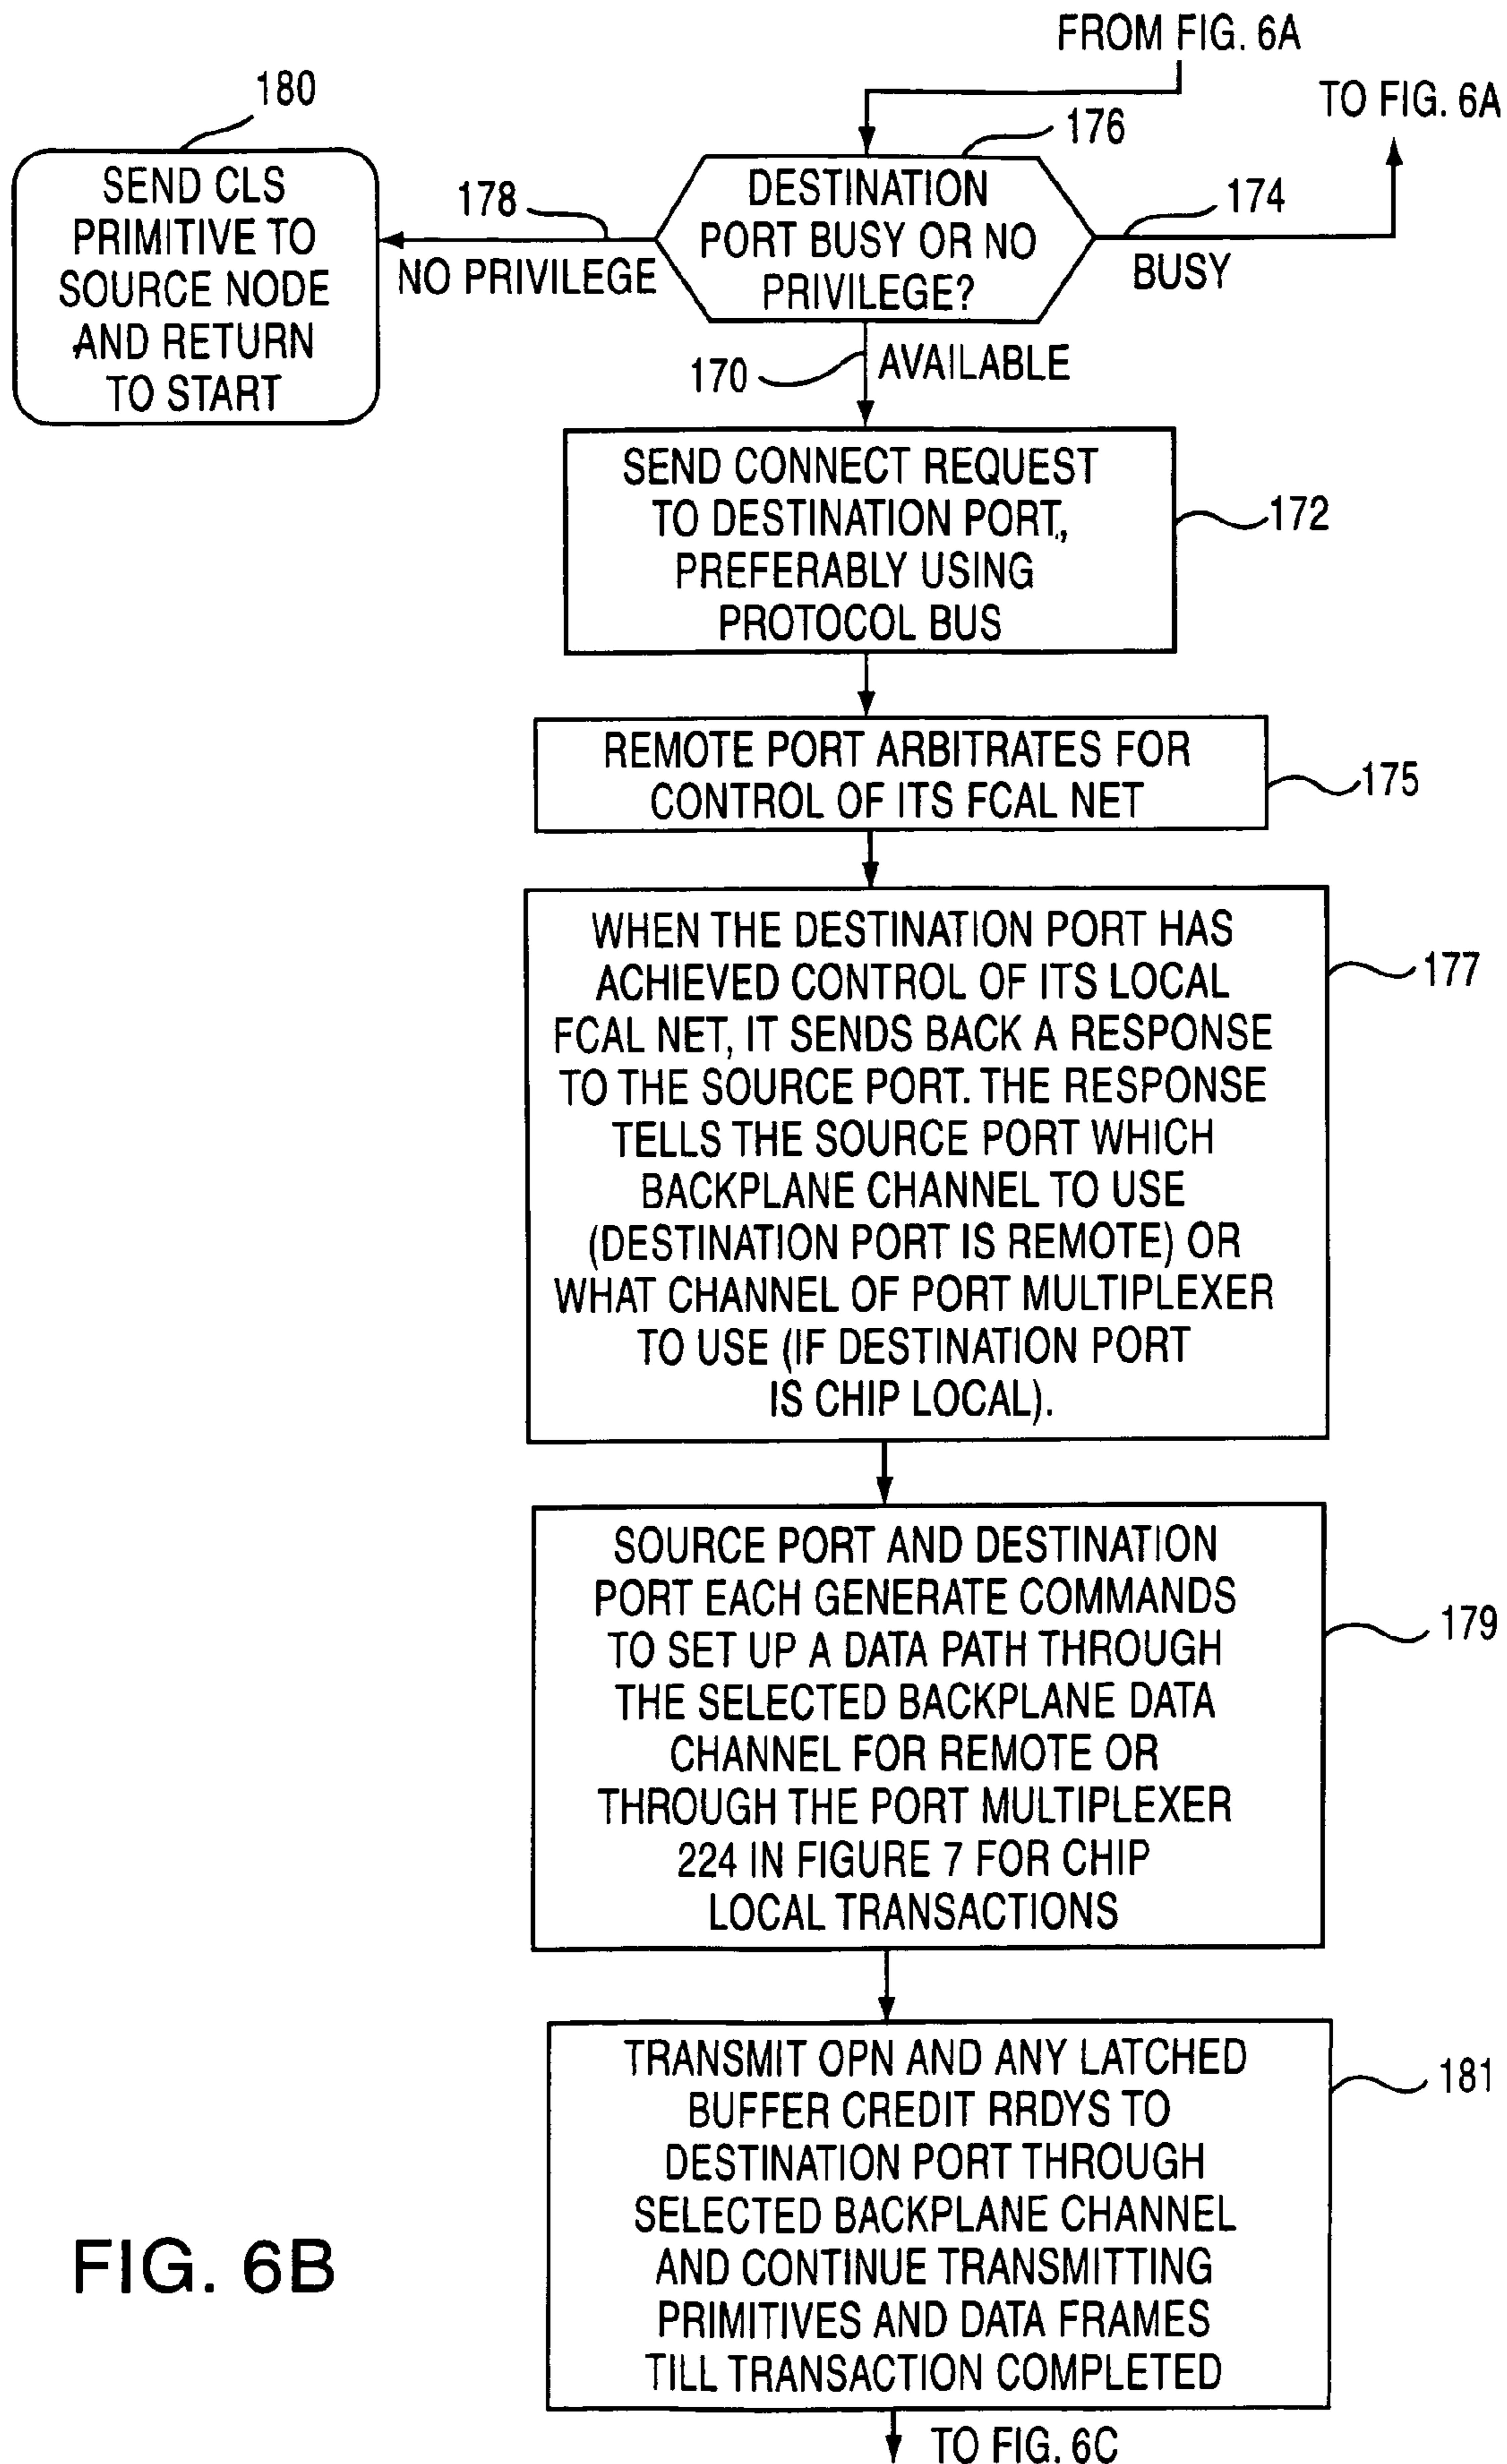 FROM FIG. 6A
TO FIG. 6A
180
176
SEND CLS
PRIMITIVE TO
SOURCE NODE
AND RETURN
TO START
178
NO PRIVILEGE
DESTINATION
PORT BUSY OR NO
PRIVILEGE?
174
BUSY
170
AVAILABLE
SEND CONNECT REQUEST
TO DESTINATION PORT,
PREFERABLY USING
PROTOCOL BUS
172
REMOTE PORT ARBITRATES FOR
CONTROL OF ITS FCAL NET
175
WHEN THE DESTINATION PORT HAS
ACHIEVED CONTROL OF ITS LOCAL
FCAL NET, IT SENDS BACK A RESPONSE
TO THE SOURCE PORT. THE RESPONSE
TELLS THE SOURCE PORT WHICH
BACKPLANE CHANNEL TO USE
(DESTINATION PORT IS REMOTE) OR
WHAT CHANNEL OF PORT MULTIPLEXER
TO USE (IF DESTINATION PORT
IS CHIP LOCAL).
177
SOURCE PORT AND DESTINATION
PORT EACH GENERATE COMMANDS
TO SET UP A DATA PATH THROUGH
THE SELECTED BACKPLANE DATA
CHANNEL FOR REMOTE OR
THROUGH THE PORT MULTIPLEXER
224 IN FIGURE 7 FOR CHIP
LOCAL TRANSACTIONS
179
TRANSMIT OPN AND ANY LATCHED
BUFFER CREDIT RRDYS TO
DESTINATION PORT THROUGH
SELECTED BACKPLANE CHANNEL
AND CONTINUE TRANSMITTING
PRIMITIVES AND DATA FRAMES
TILL TRANSACTION COMPLETED
181
FIG. 6B
TO FIG. 6C